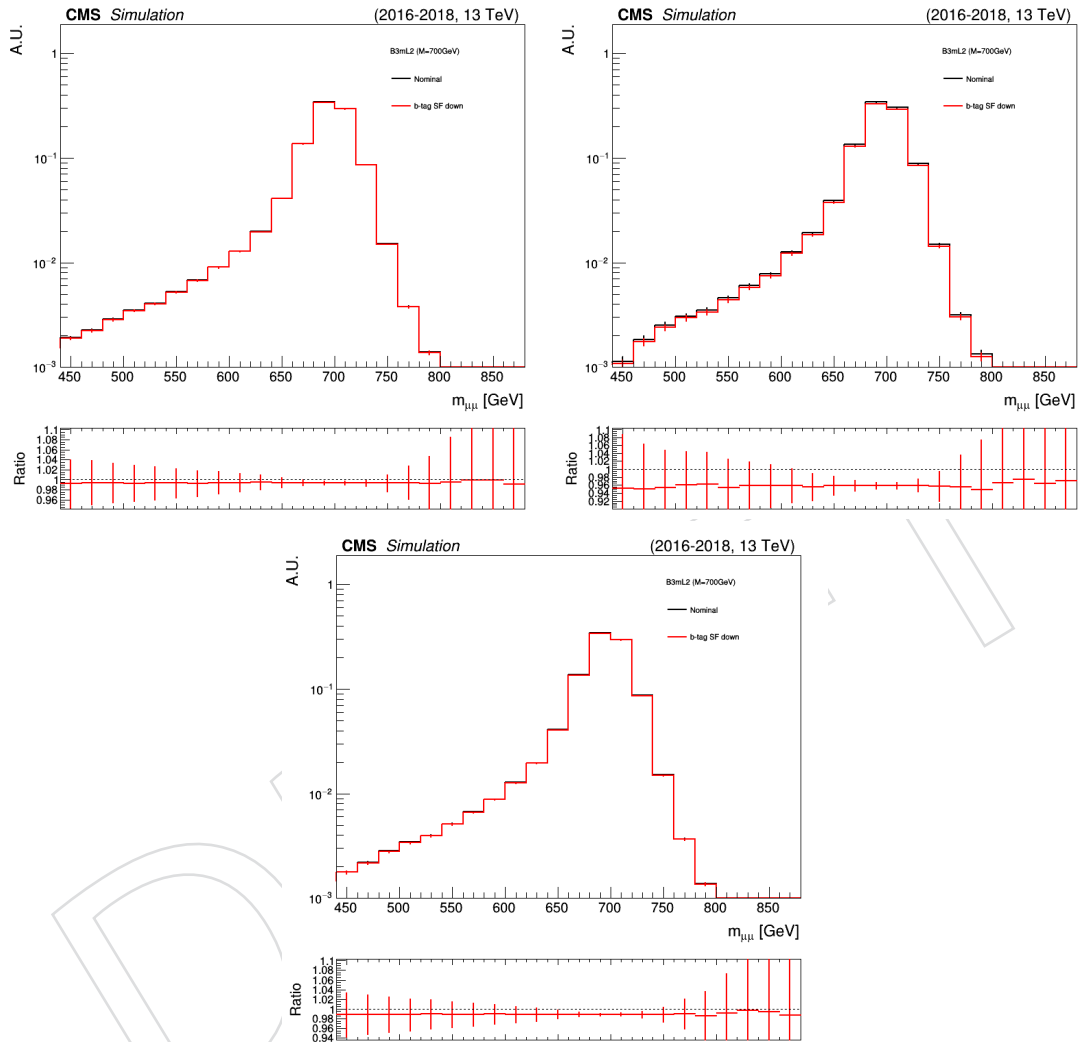 CMS Simulation (2016-2018, 13 TeV)
A.U.
B3mL2 (M=700GeV)
Nominal
b-tag SF down
1
10−1
10−2
10−3
450 500 550 600 650 700 750 800 850
mμμ [GeV]
Ratio
1.1
1.08
1.06
1.04
1.02
1
0.98
0.96
CMS Simulation (2016-2018, 13 TeV)
A.U.
B3mL2 (M=700GeV)
Nominal
b-tag SF down
1
10−1
10−2
10−3
450 500 550 600 650 700 750 800 850
mμμ [GeV]
Ratio
1.1
1.08
1.06
1.04
1.02
1
0.98
0.96
0.94
0.92
CMS Simulation (2016-2018, 13 TeV)
A.U.
B3mL2 (M=700GeV)
Nominal
b-tag SF down
1
10−1
10−2
10−3
450 500 550 600 650 700 750 800 850
mμμ [GeV]
Ratio
1.1
1.08
1.06
1.04
1.02
1
0.98
0.96
0.94